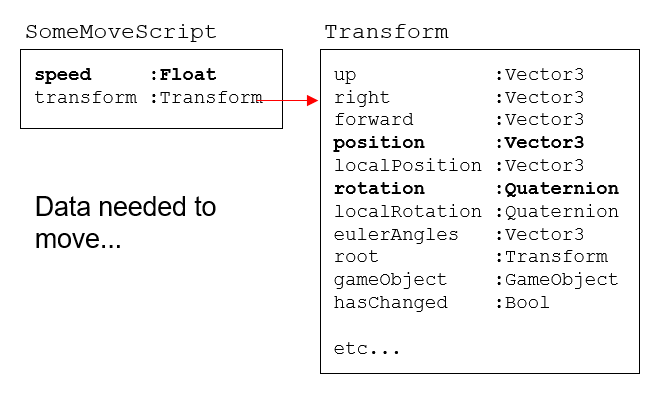 SomeMoveScript
speed :Float
transform :Transform
Data needed to
move...
Transform
up :Vector3
right :Vector3
forward :Vector3
position :Vector3
localPosition :Vector3
rotation :Quaternion
localRotation :Quaternion
eulerAngles :Vector3
root :Transform
gameObject :GameObject
hasChanged :Bool
etc...